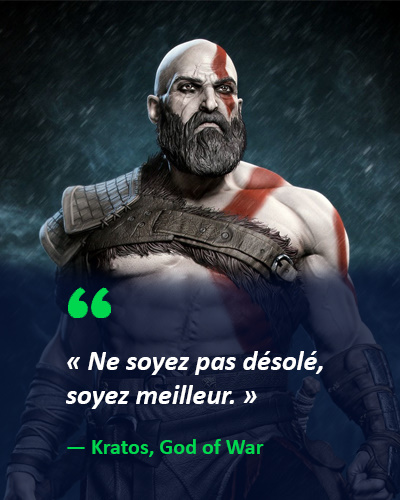 “
« Ne soyez pas désolé,
soyez meilleur. »
— Kratos, God of War